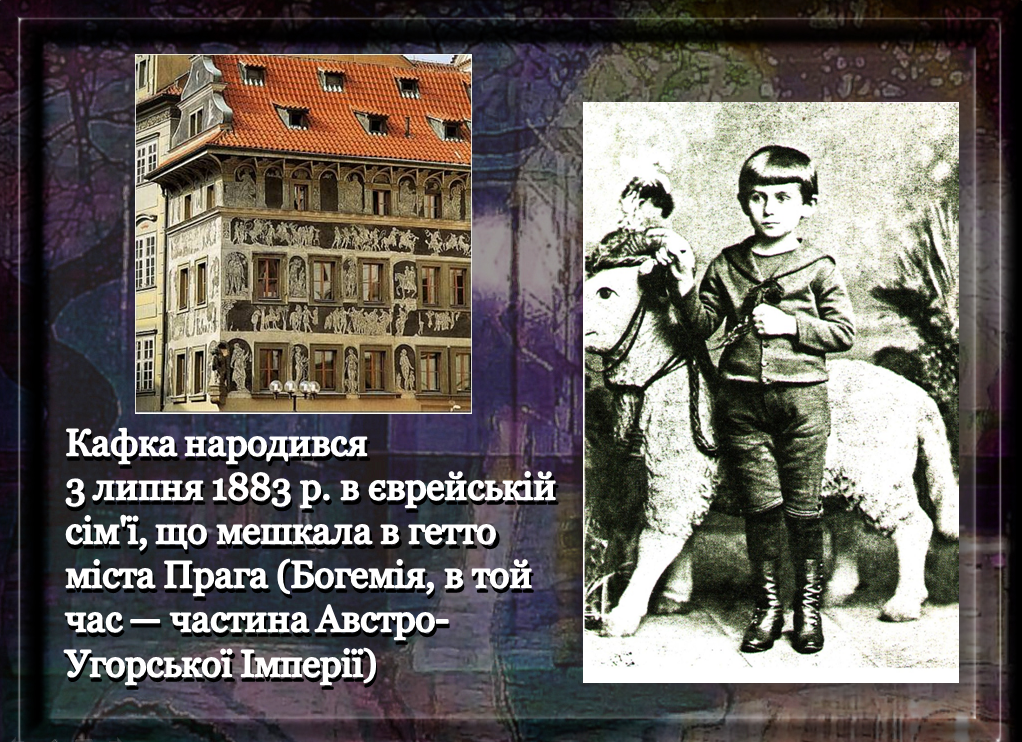 Кафка народився
3 липня 1883 р. в єврейській
сім'ї, що мешкала в гетто
міста Прага (Богемія, в той
час — частина Австро-
Угорської Імперії)